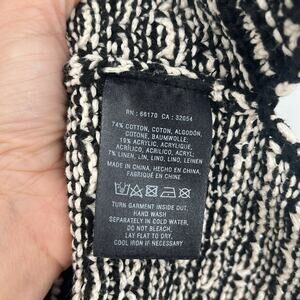 RN : 66170 CA : 32054
74% COTTON, COTON, ALGODÓN,
COTONE, BAUMWOLLE;
19% ACRYLIC, ACRYLIQUE,
ACRÍLICO, ACRILICO, ACRYL;
7% LINEN, LIN, LINO, LINO, LEINEN
MADE IN CHINA, HECHO EN CHINA,
FABRIQUÉ EN CHINE
TURN GARMENT INSIDE OUT,
HAND WASH
SEPARATELY IN COLD WATER,
DO NOT BLEACH,
LAY FLAT TO DRY,
COOL IRON IF NECESSARY